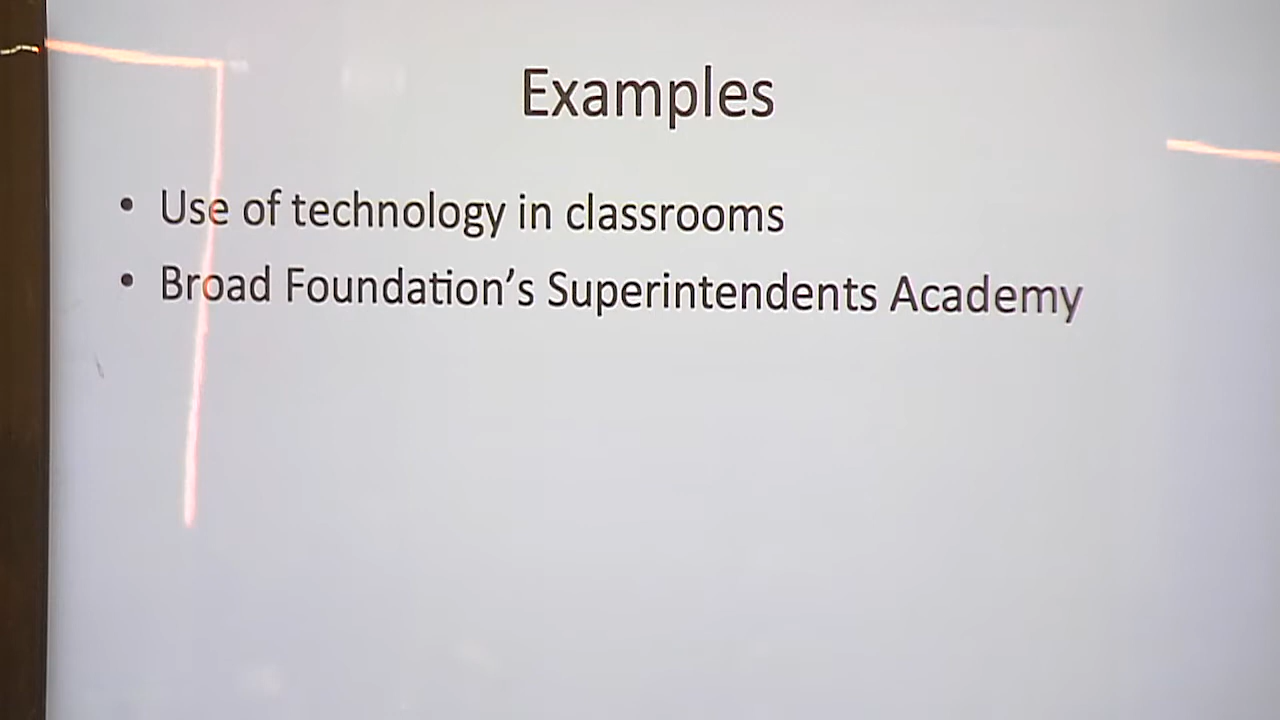 Examples
• Use of technology in classrooms
• Broad Foundation's Superintendents Academy